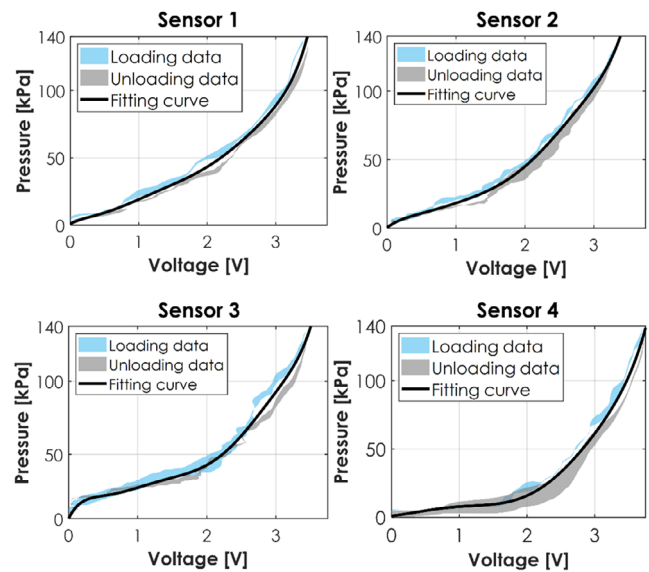 Sensor 1
Pressure [kPa]
140
100
50
0
Loading data
Unloading data
Fitting curve
0 1 2 3
Voltage [V]
Sensor 2
Pressure [kPa]
140
100
50
0
Loading data
Unloading data
Fitting curve
0 1 2 3
Voltage [V]
Sensor 3
Pressure [kPa]
140
100
50
0
Loading data
Unloading data
Fitting curve
0 1 2 3
Voltage [V]
Sensor 4
Pressure [kPa]
140
100
50
0
Loading data
Unloading data
Fitting curve
0 1 2 3
Voltage [V]